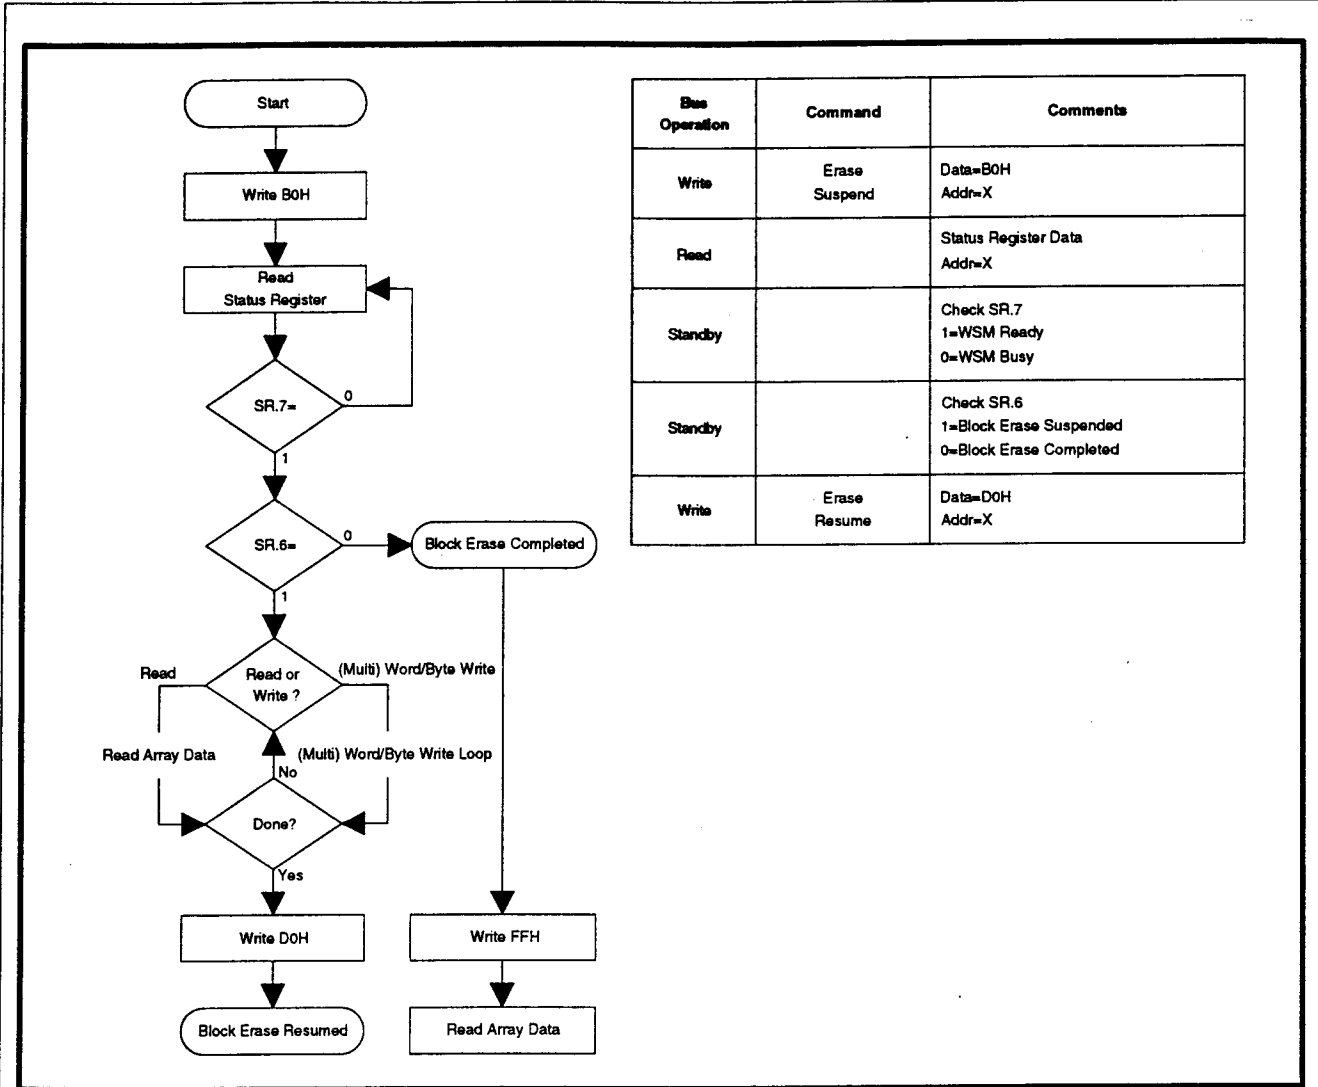 Start
Write B0H
Read
Status Register
SR.7=
0
1
SR.6=
0
Block Erase Completed
1
Read
Read or
Write ?
(Multi) Word/Byte Write
Read Array Data
(Multi) Word/Byte Write Loop
No
Done?
Yes
Write D0H
Write FFH
Block Erase Resumed
Read Array Data
Bus
Operation
Command
Comments
Write
Erase
Suspend
Data=B0H
Addr=X
Read
Status Register Data
Addr=X
Standby
Check SR.7
1=WSM Ready
0=WSM Busy
Standby
Check SR.6
1=Block Erase Suspended
0=Block Erase Completed
Write
Erase
Resume
Data=D0H
Addr=X